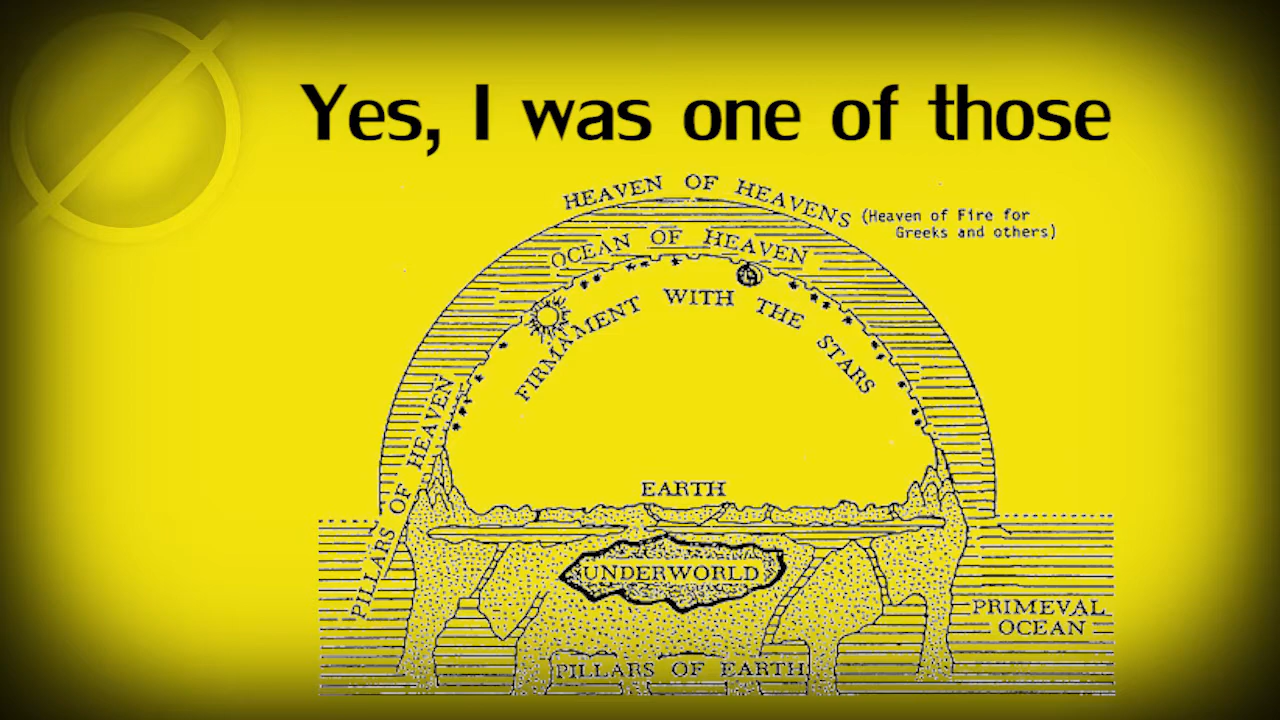 Yes, I was one of those
HEAVEN OF HEAVENS
(Heaven of Fire for
Greeks and others)
OCEAN OF HEAVEN
FIRMAMENT WITH THE STARS
PILLARS OF HEAVEN
EARTH
UNDERWORLD
PRIMEVAL
OCEAN
PILLARS OF EARTH